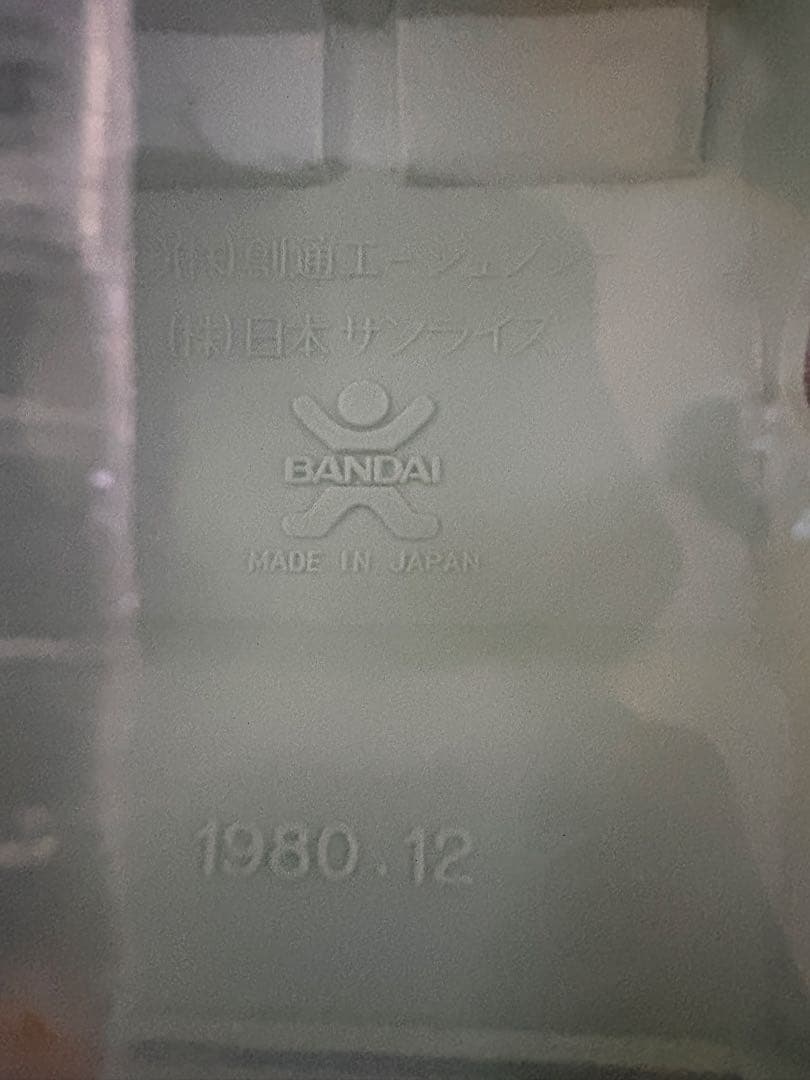 (株)創通エージェンシー
(株)日本サンライズ
BANDAI
MADE IN JAPAN
1980.12